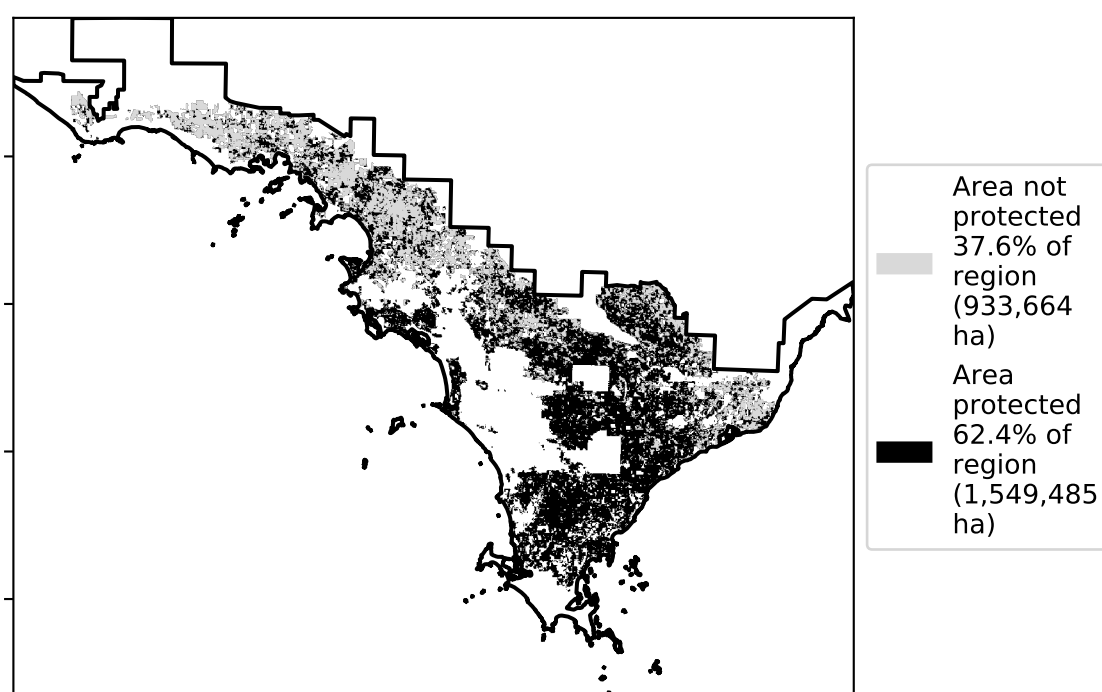 Area not
protected
37.6% of
region
(933,664
ha)
Area
protected
62.4% of
region
(1,549,485
ha)